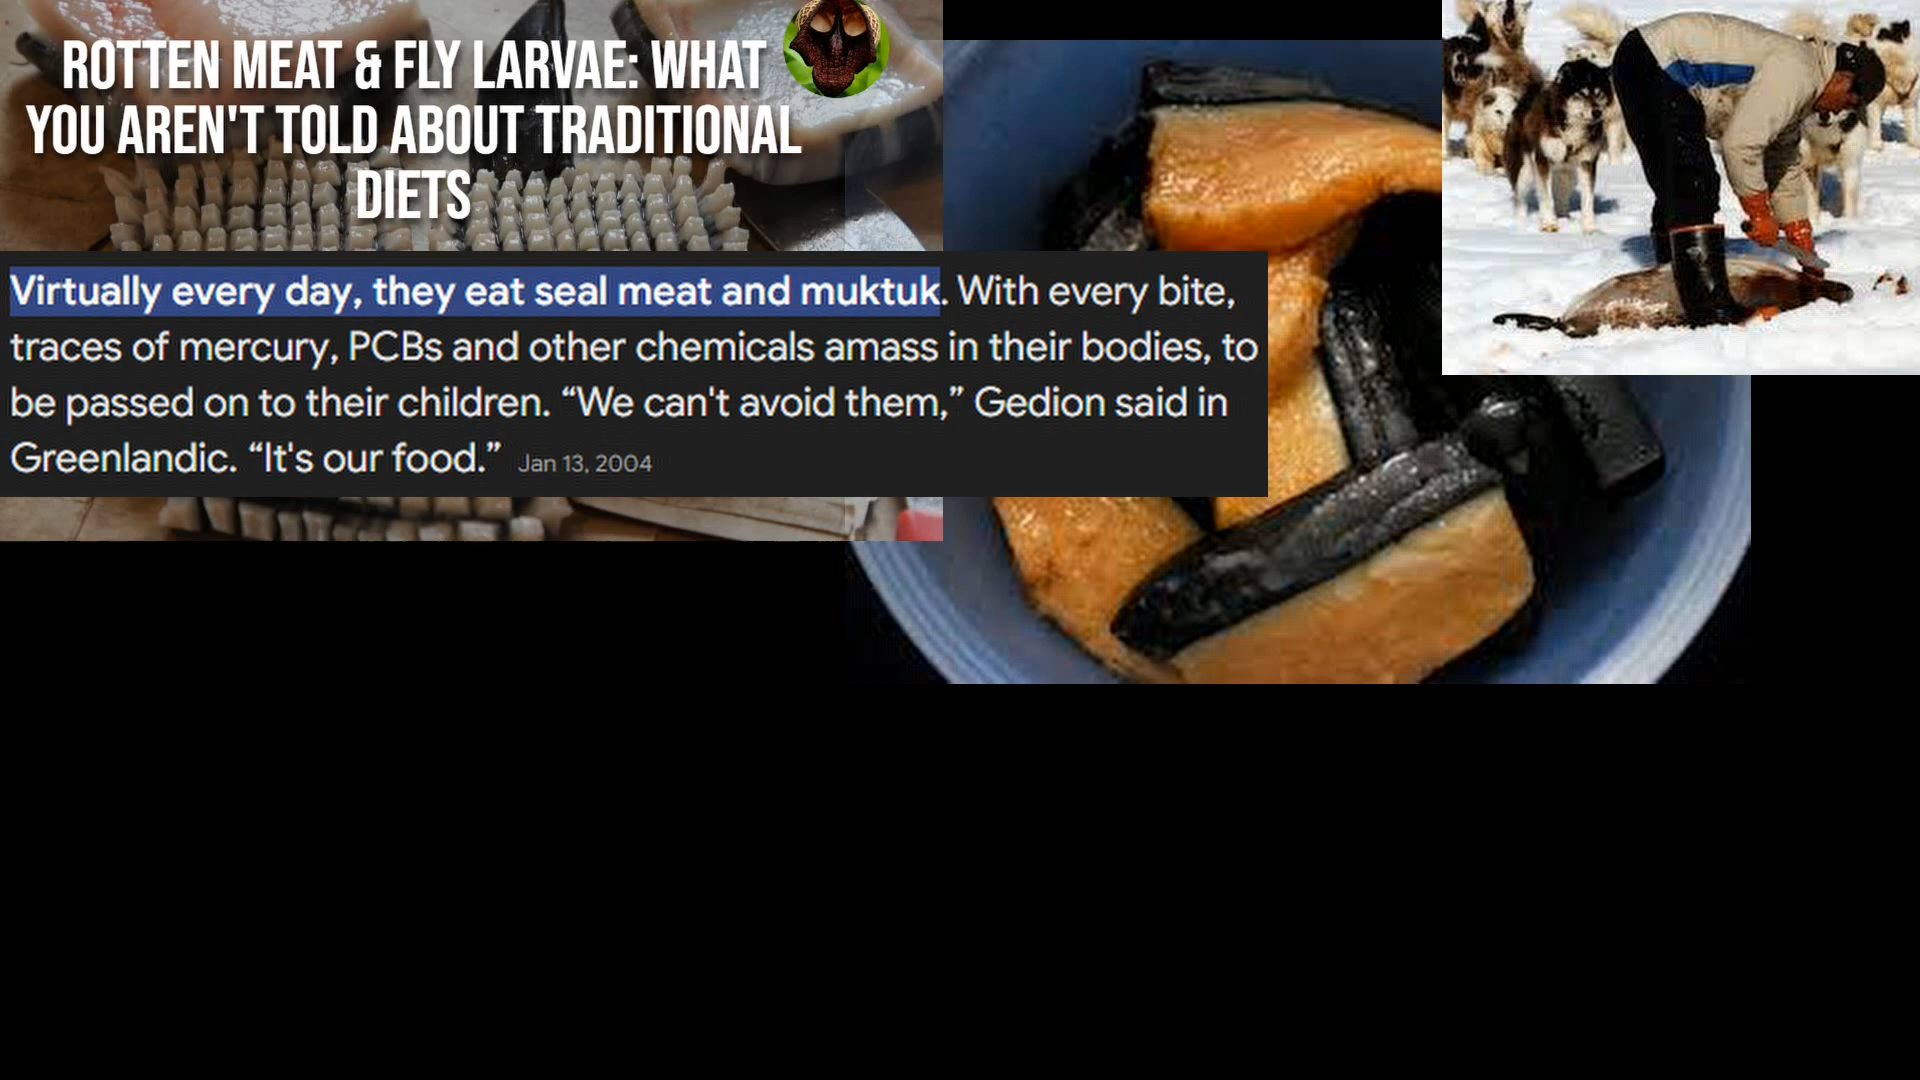 ROTTEN MEAT & FLY LARVAE: WHAT
YOU AREN'T TOLD ABOUT TRADITIONAL
DIETS
Virtually every day, they eat seal meat and muktuk. With every bite,
traces of mercury, PCBs and other chemicals amass in their bodies, to
be passed on to their children. “We can't avoid them,” Gedion said in
Greenlandic. “It's our food.” Jan 13, 2004